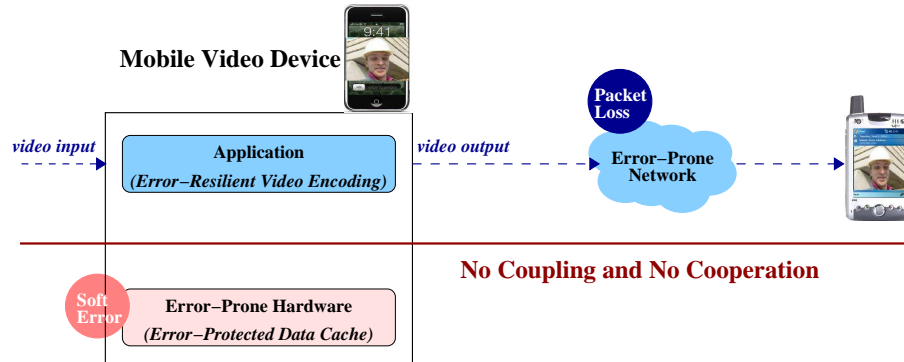 9:41
Mobile Video Device
Packet
Loss
video input
Application
(Error−Resilient Video Encoding)
video output
Error−Prone
Network
No Coupling and No Cooperation
Soft
Error
Error−Prone Hardware
(Error−Protected Data Cache)